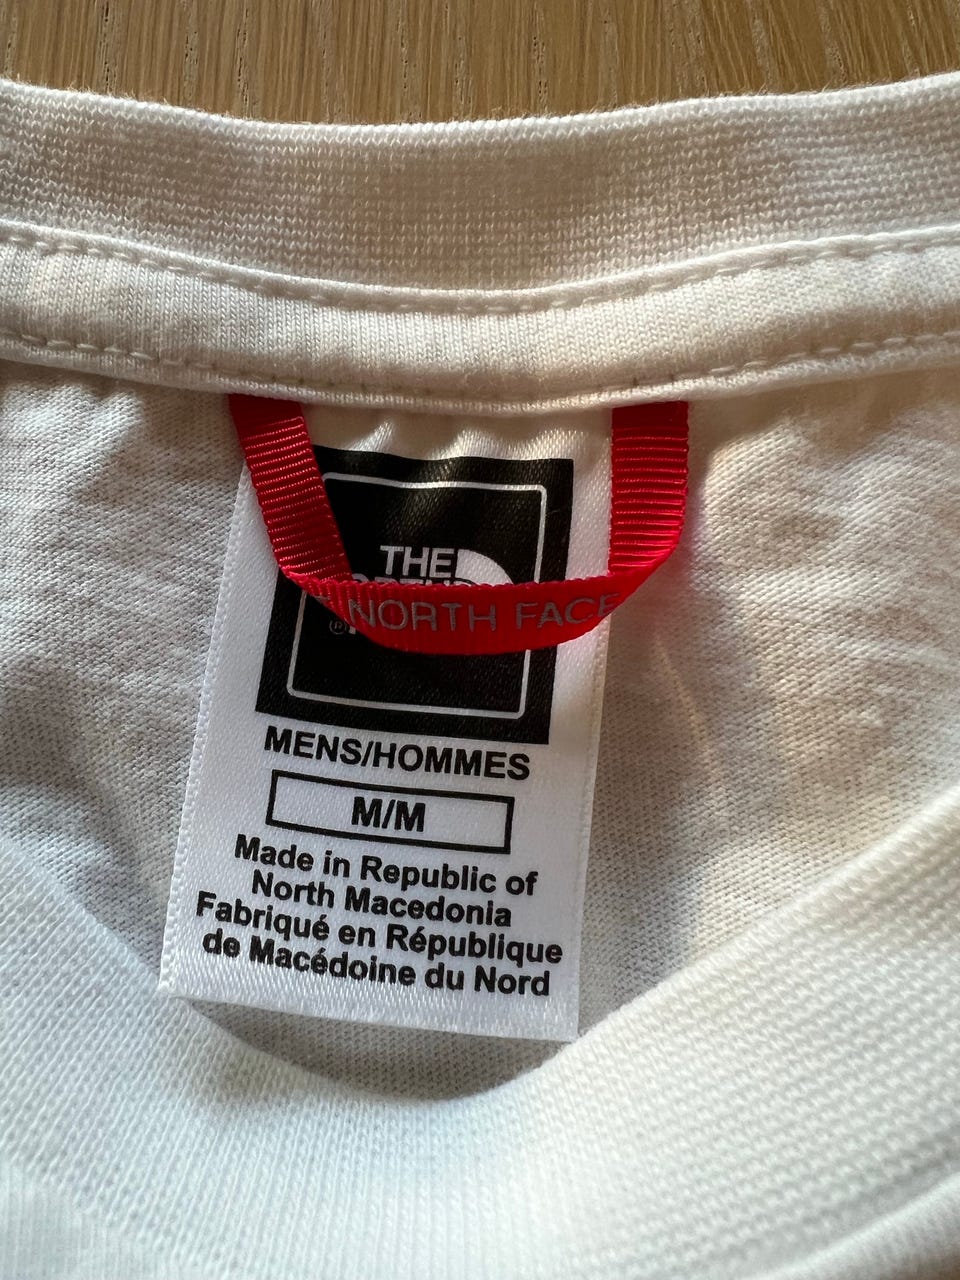 THE
NORTH FACE
®
MENS/HOMMES
M/M
Made in Republic of
North Macedonia
Fabriqué en République
de Macédoine du Nord